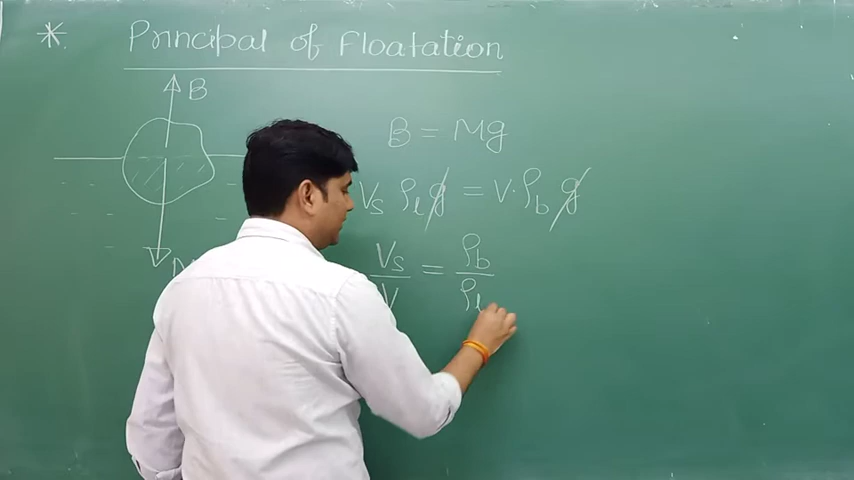 * Principal of Floatation
B
B = Mg
Vs ρl g = V·ρb g
Vs/V = ρb/ρl